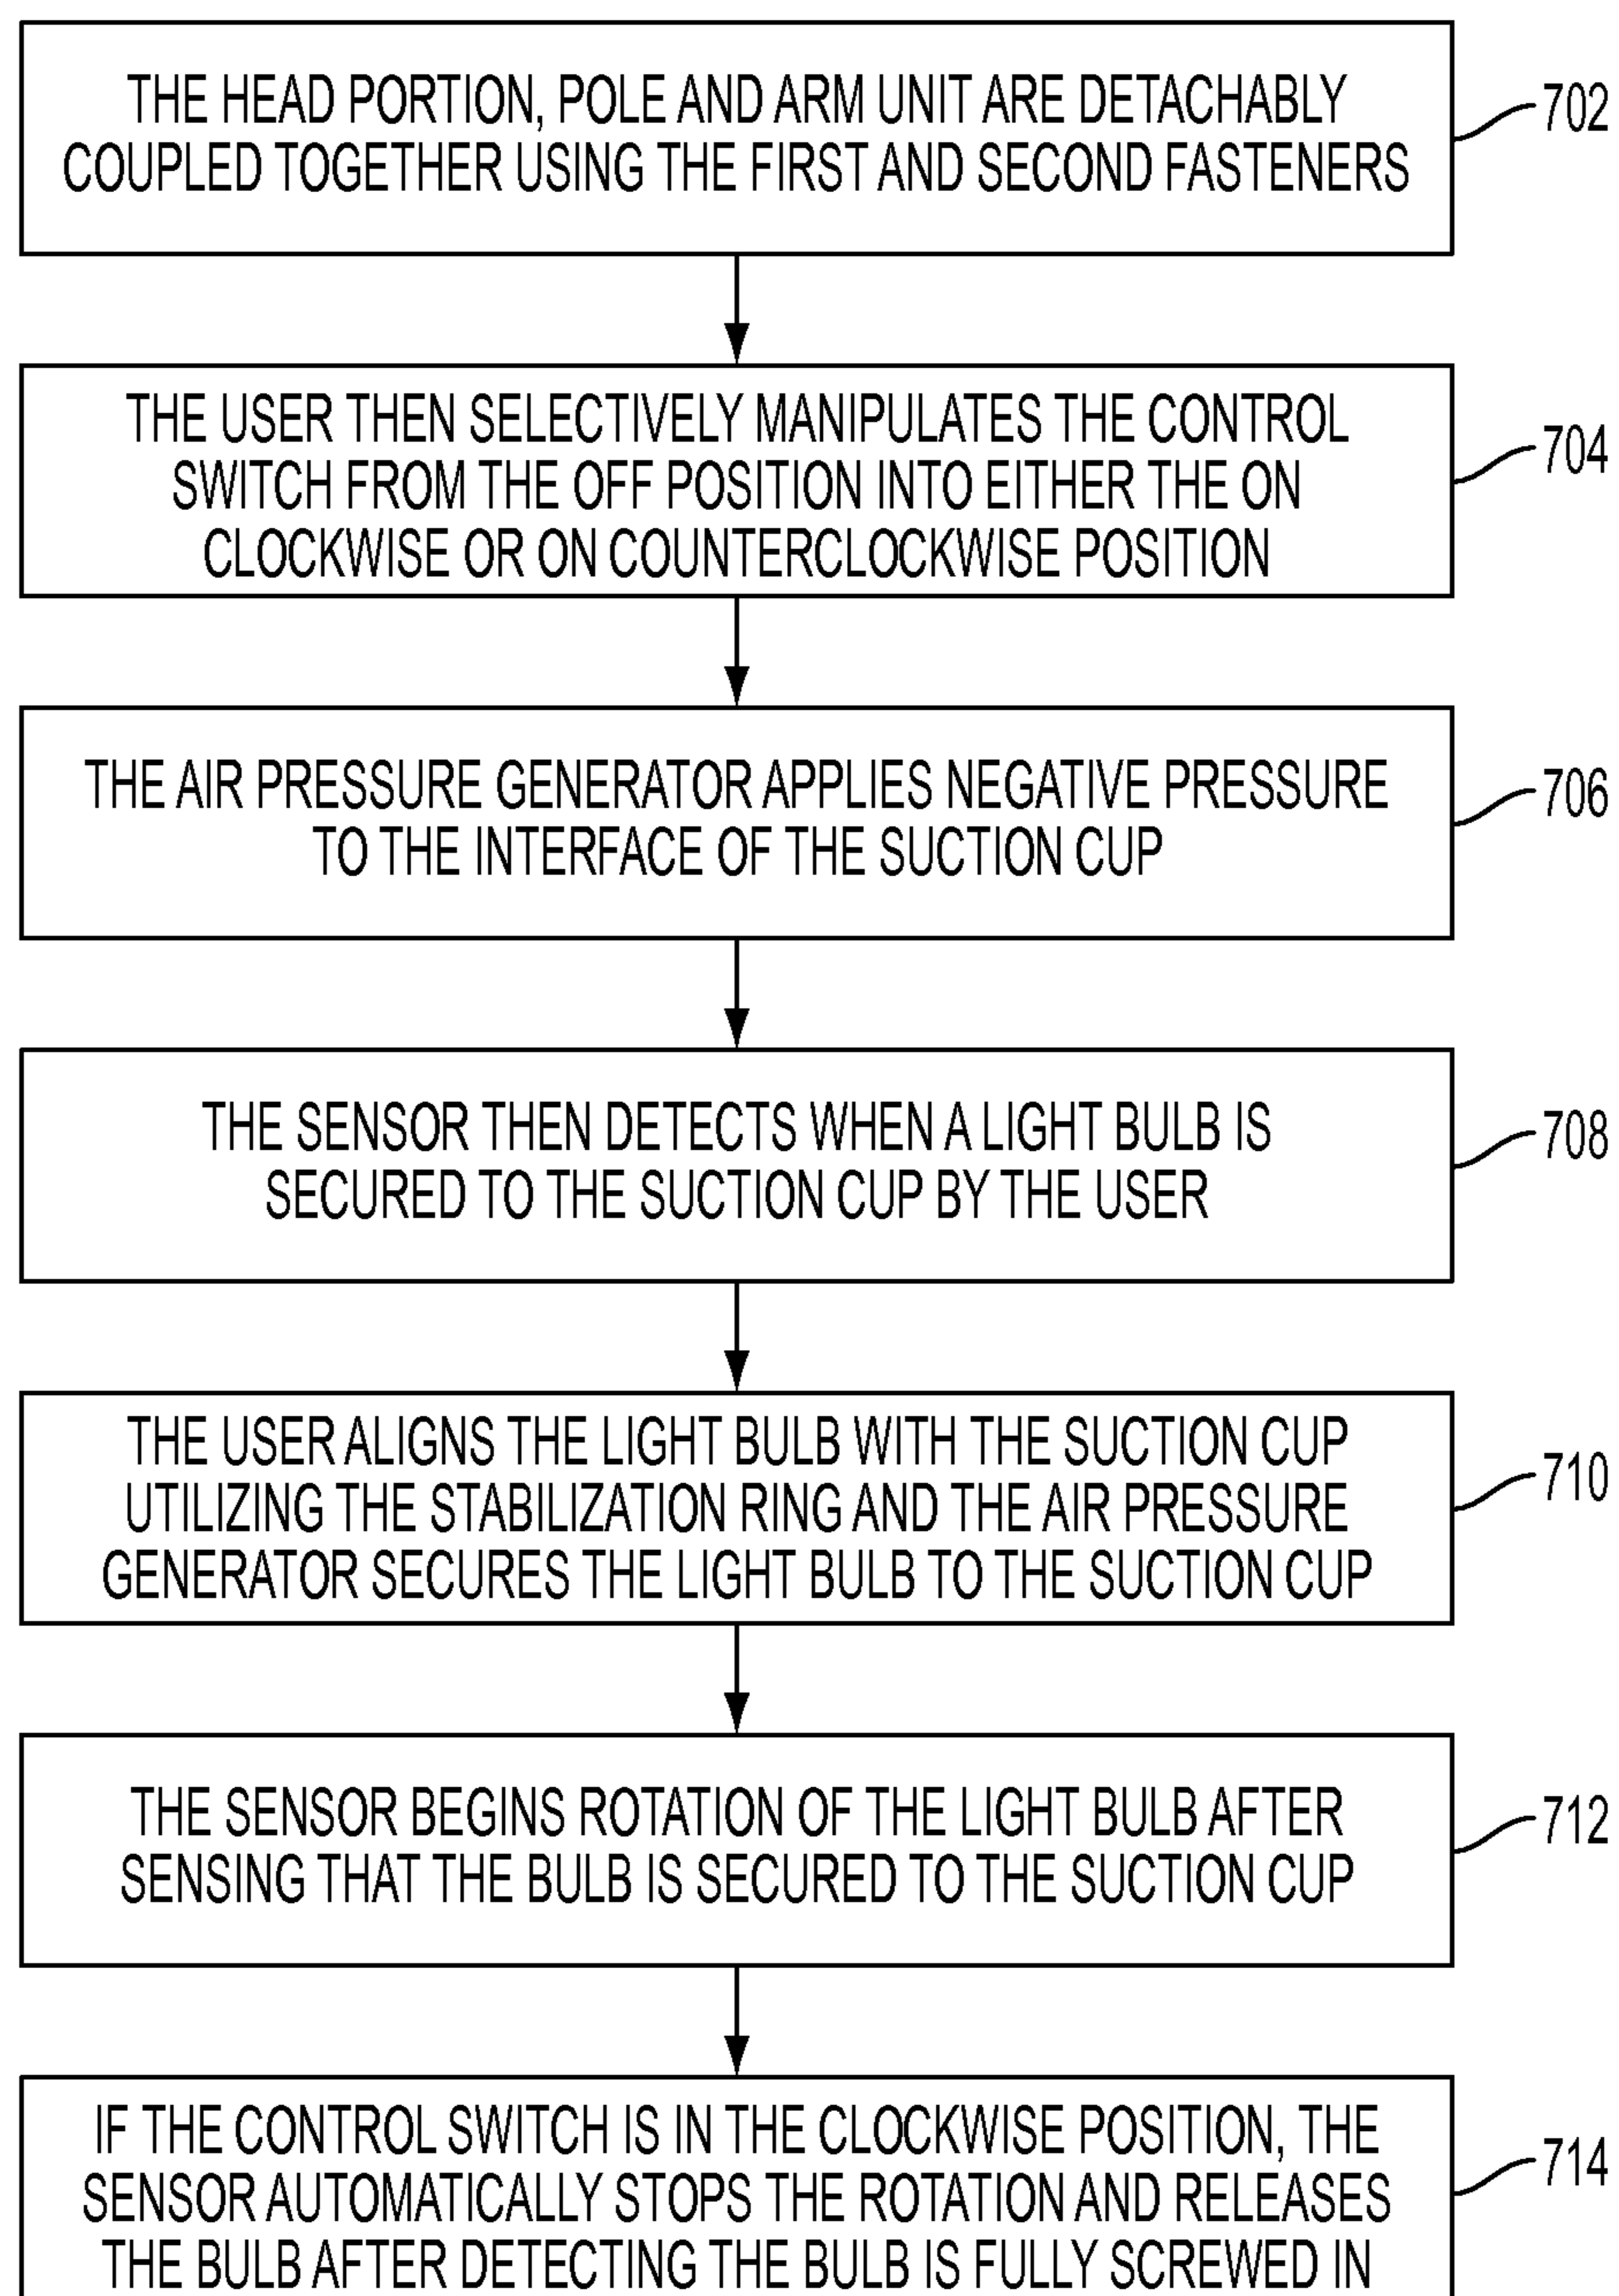 THE HEAD PORTION, POLE AND ARM UNIT ARE DETACHABLY
COUPLED TOGETHER USING THE FIRST AND SECOND FASTENERS
702
THE USER THEN SELECTIVELY MANIPULATES THE CONTROL
SWITCH FROM THE OFF POSITION INTO EITHER THE ON
CLOCKWISE OR ON COUNTERCLOCKWISE POSITION
704
THE AIR PRESSURE GENERATOR APPLIES NEGATIVE PRESSURE
TO THE INTERFACE OF THE SUCTION CUP
706
THE SENSOR THEN DETECTS WHEN A LIGHT BULB IS
SECURED TO THE SUCTION CUP BY THE USER
708
THE USER ALIGNS THE LIGHT BULB WITH THE SUCTION CUP
UTILIZING THE STABILIZATION RING AND THE AIR PRESSURE
GENERATOR SECURES THE LIGHT BULB TO THE SUCTION CUP
710
THE SENSOR BEGINS ROTATION OF THE LIGHT BULB AFTER
SENSING THAT THE BULB IS SECURED TO THE SUCTION CUP
712
IF THE CONTROL SWITCH IS IN THE CLOCKWISE POSITION, THE
SENSOR AUTOMATICALLY STOPS THE ROTATION AND RELEASES
THE BULB AFTER DETECTING THE BULB IS FULLY SCREWED IN
714